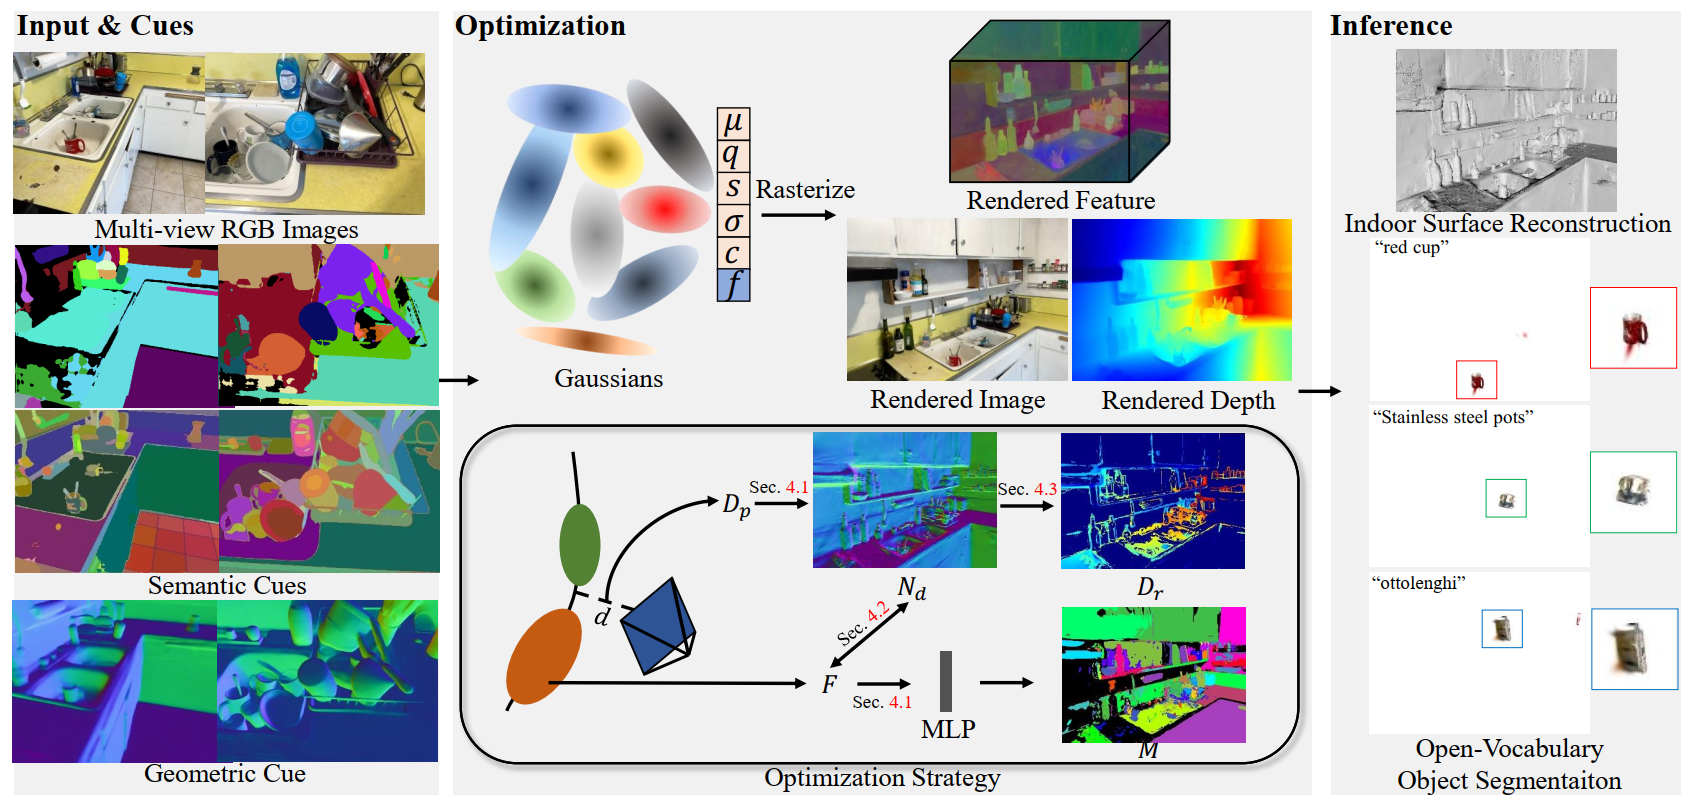 Input & Cues
Multi-view RGB Images
Semantic Cues
Geometric Cue
Optimization
Gaussians
μ
q
s
σ
c
f
Rasterize
Rendered Feature
Rendered Image
Rendered Depth
d
D_p
Sec. 4.1
N_d
Sec. 4.3
D_r
Sec. 4.2
F
Sec. 4.1
MLP
M
Optimization Strategy
Inference
Indoor Surface Reconstruction
“red cup”
“Stainless steel pots”
“ottolenghi”
Open-Vocabulary
Object Segmentaiton